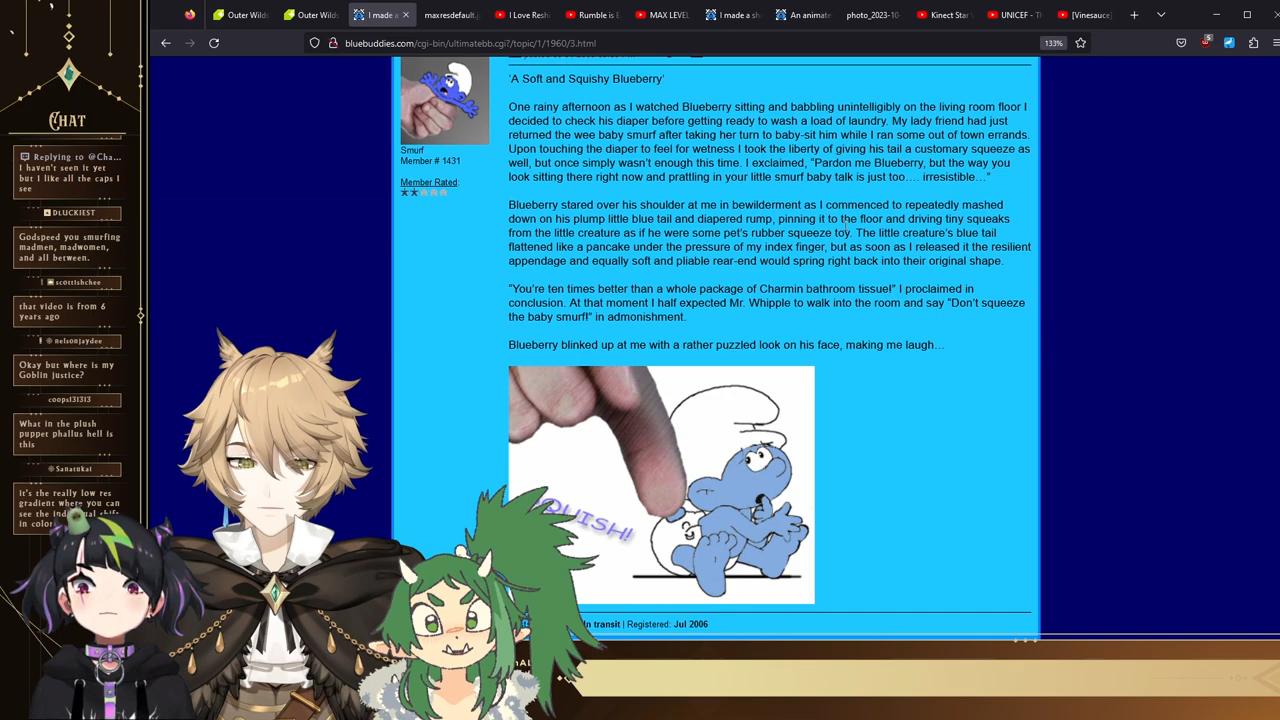 Outer Wilds
Outer Wilds
I made a
maxresdefault.j
I Love Reshi
Rumble is E
MAX LEVEL
I made a sh
An animate
photo_2023-10-
Kinect Star
UNICEF - Th
[Vinesauce]
bluebuddies.com/cgi-bin/ultimatebb.cgi?/topic/1/1960/3.html
133%
5
Chat
Replying to @Cha...
I haven't seen it yet
but I like all the caps I
see
DLUCKIEST
Godspeed you smurfing
madmen, madwomen,
and all between.
scottishchee
that video is from 6
years ago
nelsonjaydee
Okay but where is my
Goblin justice?
coops131313
What in the plush
puppet phallus hell is
this
Sanatukat
It's the really low res
gradient where you can
see the
in color
Smurf
Member # 1431
Member Rated:
'A Soft and Squishy Blueberry'
One rainy afternoon as I watched Blueberry sitting and babbling unintelligibly on the living room floor I
decided to check his diaper before getting ready to wash a load of laundry. My lady friend had just
returned the wee baby smurf after taking her turn to baby-sit him while I ran some out of town errands.
Upon touching the diaper to feel for wetness I took the liberty of giving his tail a customary squeeze as
well, but once simply wasn't enough this time. I exclaimed, "Pardon me Blueberry, but the way you
look sitting there right now and prattling in your little smurf baby talk is just too.... irresistible..."
Blueberry stared over his shoulder at me in bewilderment as I commenced to repeatedly mashed
down on his plump little blue tail and diapered rump, pinning it to the floor and driving tiny squeaks
from the little creature as if he were some pet's rubber squeeze toy. The little creature's blue tail
flattened like a pancake under the pressure of my index finger, but as soon as I released it the resilient
appendage and equally soft and pliable rear-end would spring right back into their original shape.
"You're ten times better than a whole package of Charmin bathroom tissue!" I proclaimed in
conclusion. At that moment I half expected Mr. Whipple to walk into the room and say "Don't squeeze
the baby smurf!" in admonishment.
Blueberry blinked up at me with a rather puzzled look on his face, making me laugh...
QUISH!
In transit | Registered: Jul 2006